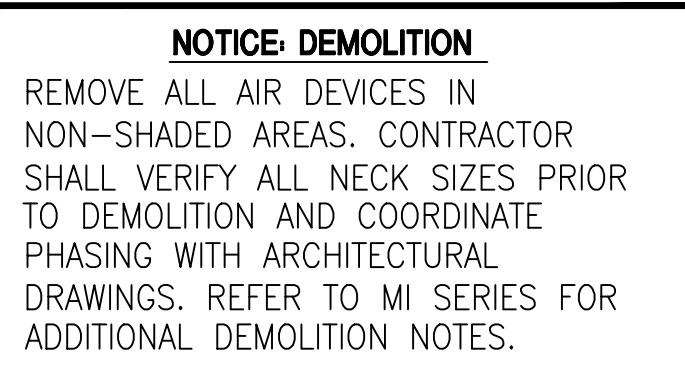 NOTICE: DEMOLITION
REMOVE ALL AIR DEVICES IN
NON-SHADED AREAS. CONTRACTOR
SHALL VERIFY ALL NECK SIZES PRIOR
TO DEMOLITION AND COORDINATE
PHASING WITH ARCHITECTURAL
DRAWINGS. REFER TO MI SERIES FOR
ADDITIONAL DEMOLITION NOTES.